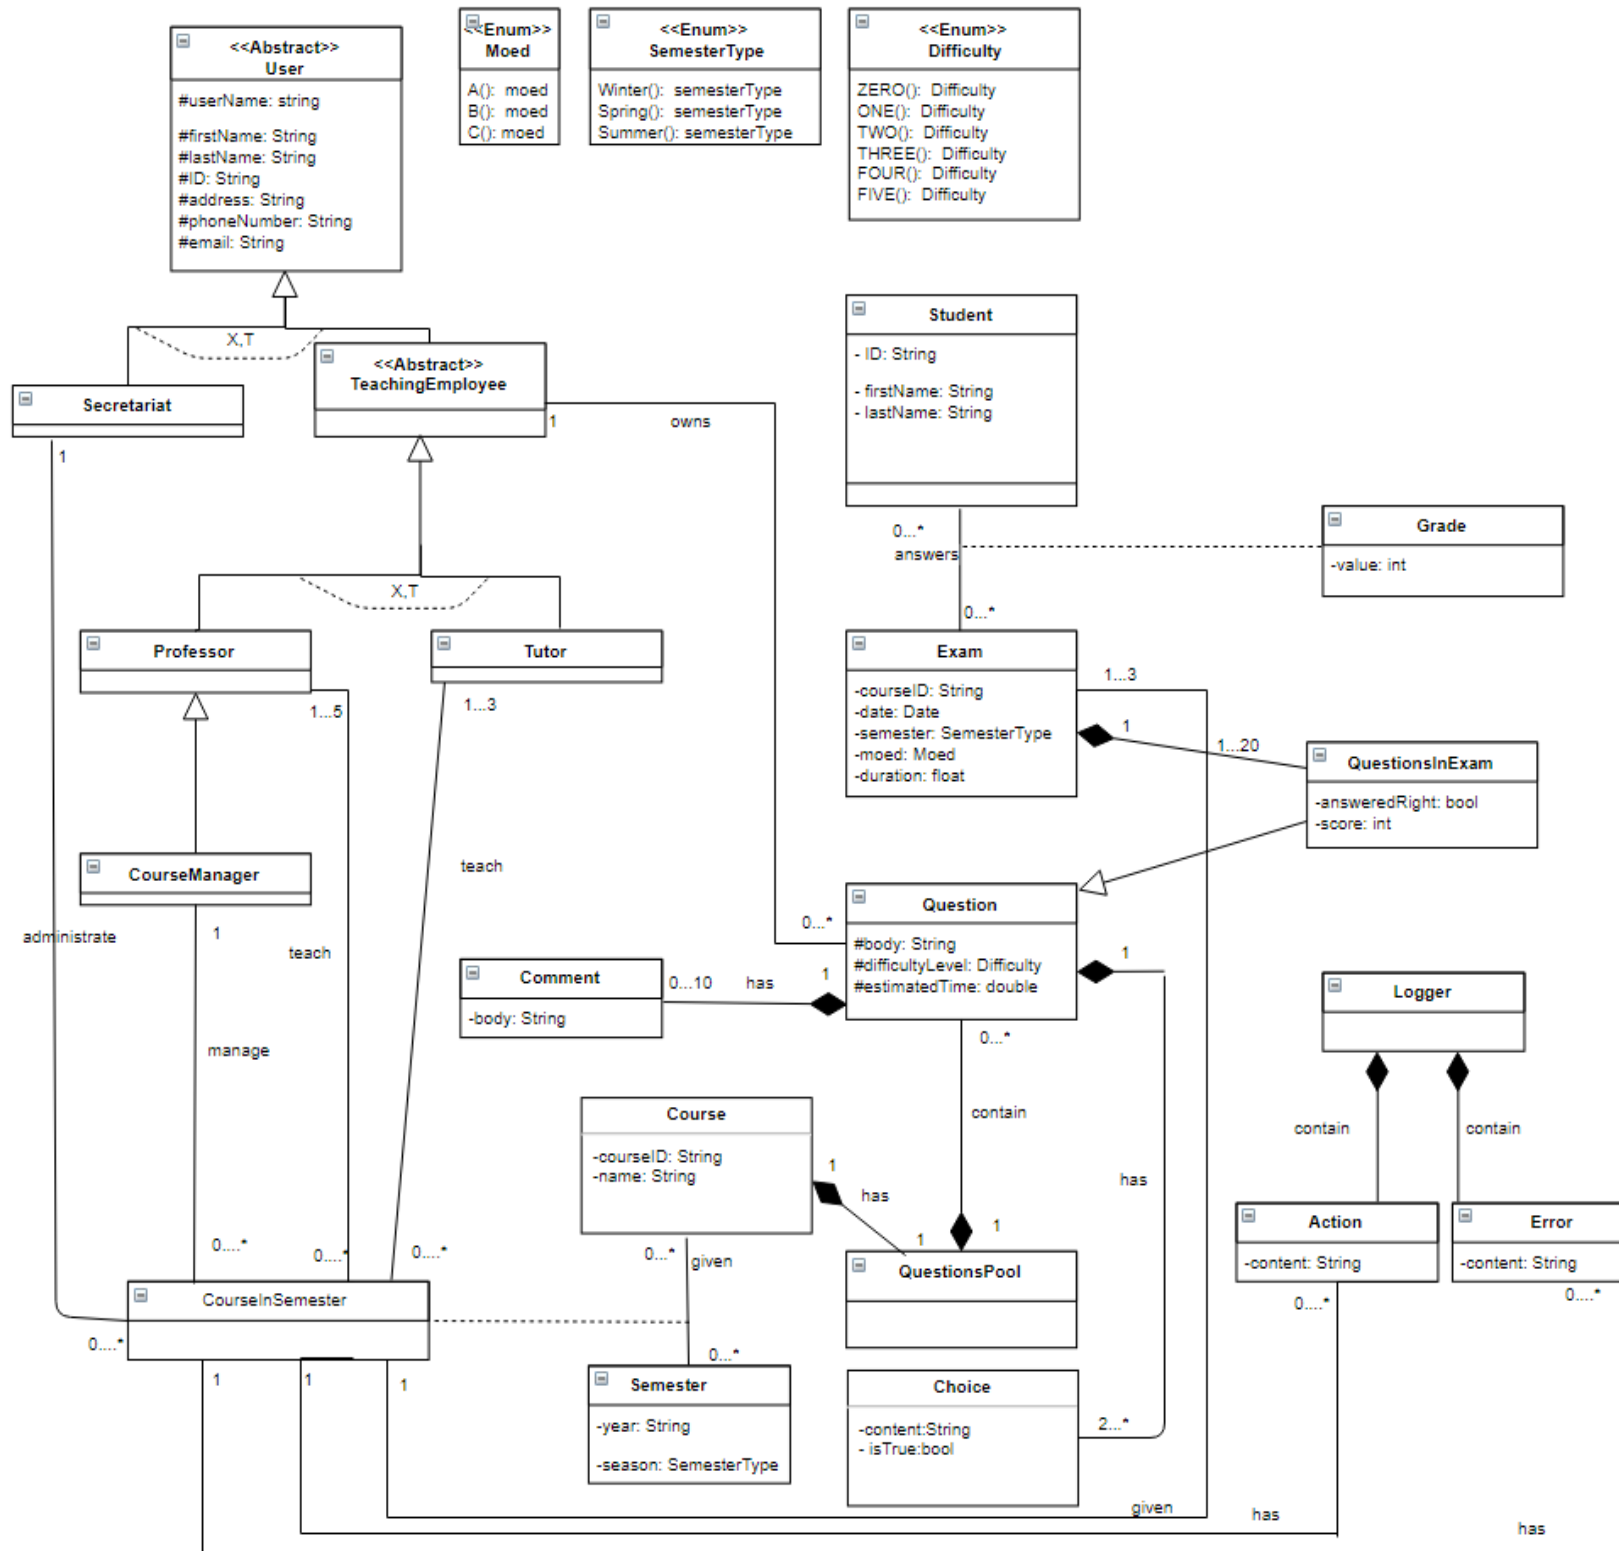 <<Abstract>>
User
#userName: string
#firstName: String
#lastName: String
#ID: String
#address: String
#phoneNumber: String
#email: String
<<Enum>>
Moed
A(): moed
B(): moed
C(): moed
<<Enum>>
SemesterType
Winter(): semesterType
Spring(): semesterType
Summer(): semesterType
<<Enum>>
Difficulty
ZERO(): Difficulty
ONE(): Difficulty
TWO(): Difficulty
THREE(): Difficulty
FOUR(): Difficulty
FIVE(): Difficulty
X,T
Secretariat
1
<<Abstract>>
TeachingEmployee
1
owns
Student
- ID: String
- firstName: String
- lastName: String
0...*
answers
0...*
Grade
-value: int
X,T
Professor
1...5
Tutor
1...3
Exam
-courseID: String
-date: Date
-semester: SemesterType
-moed: Moed
-duration: float
1...3
1
1...20
QuestionsInExam
-answeredRight: bool
-score: int
teach
CourseManager
1
administrate
teach
manage
Question
#body: String
#difficultyLevel: Difficulty
#estimatedTime: double
0...*
1
1
0...*
Comment
-body: String
0...10
has
Logger
contain
contain
contain
Course
-courseID: String
-name: String
1
has
1
1
has
QuestionsPool
Action
-content: String
0....*
Error
-content: String
0....*
0....*
0....*
0....*
0...*
given
CourseInSemester
0....*
1
1
1
0...*
Semester
-year: String
-season: SemesterType
Choice
-content:String
- isTrue:bool
2...*
given
has
has